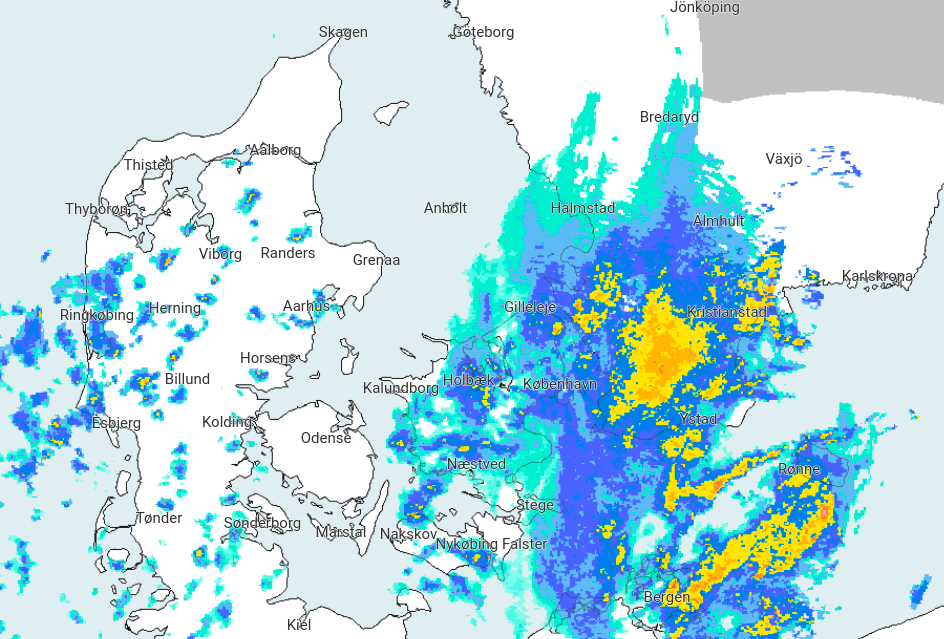 Jönköping
Skagen
Göteborg
Bredaryd
Aalborg
Växjö
Thisted
Thyborøn
Anholt
Halmstad
Älmhult
Viborg
Randers
Grenaa
Karlskrona
Ringkøbing
Herning
Aarhus
Gilleleje
Kristianstad
Horsens
Billund
Kalundborg
Holbæk
København
Esbjerg
Kolding
Ystad
Odense
Næstved
Rønne
Stege
Tønder
Sønderborg
Marstal
Nakskov
Nykøbing Falster
Bergen
Kiel